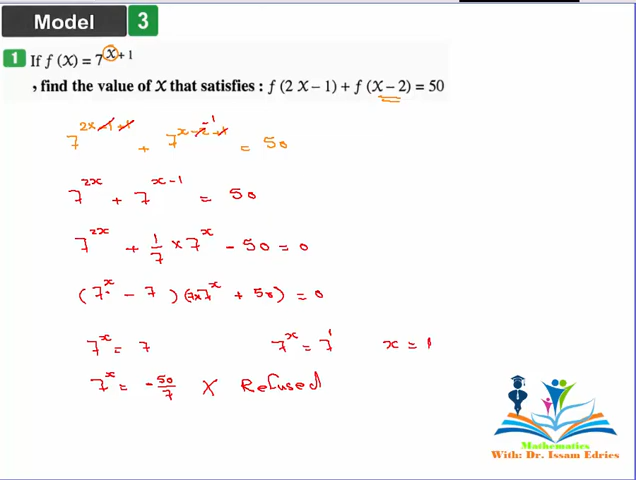 Model 3
1 If f (X) = 7^X+1
, find the value of X that satisfies : f (2 X – 1) + f (X – 2) = 50
7^2x-1+1 + 7^x-2+1 -1 = 50
7^2x + 7^x-1 = 50
7^2x + 1/7 × 7^x - 50 = 0
(7^x - 7) (7×7^x + 50) = 0
7^x = 7 7^x = 7^1 x = 1
7^x = -50/7 X Refused
Mathematics
With: Dr. Issam Edries